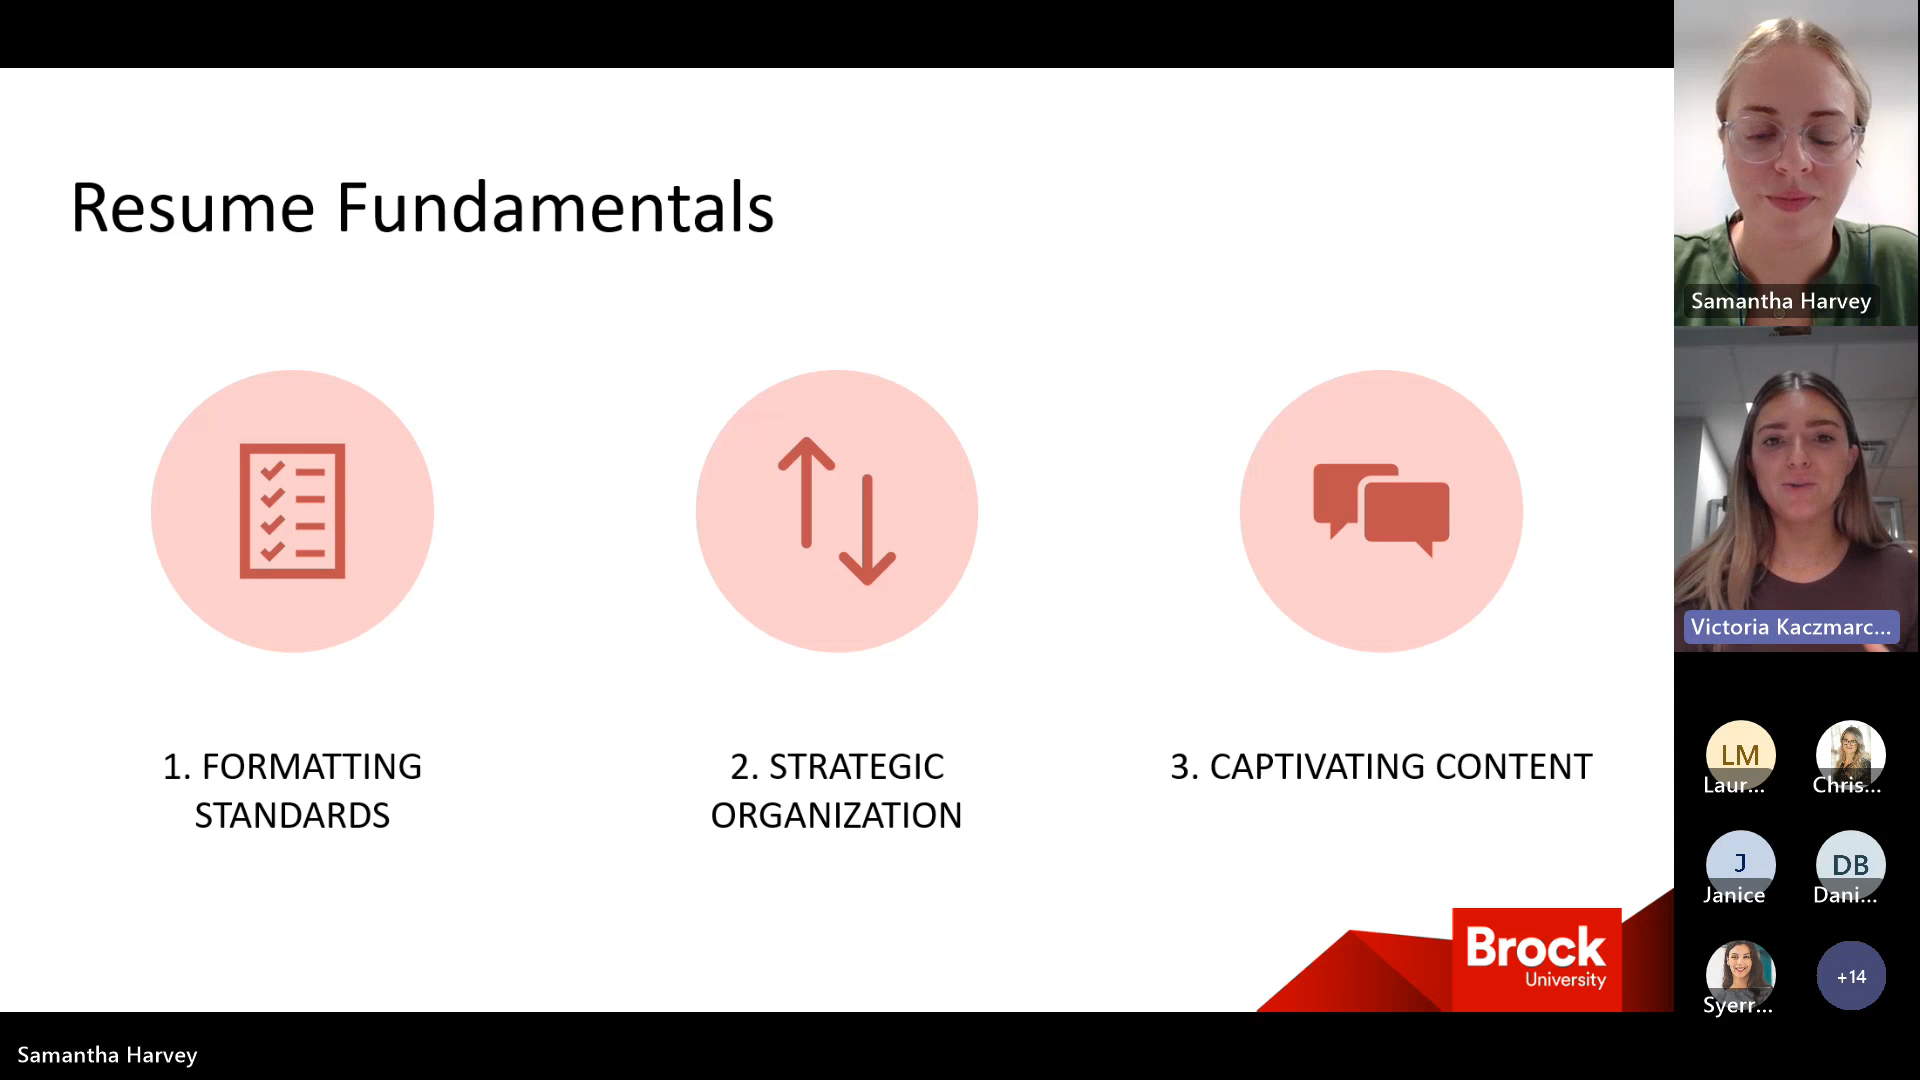 Resume Fundamentals
1. FORMATTING
STANDARDS
2. STRATEGIC
ORGANIZATION
3. CAPTIVATING CONTENT
Brock
University
Samantha Harvey
Victoria Kaczmarc...
LM
Laur...
Chris...
J
Janice
DB
Dani...
Syerr...
+14
Samantha Harvey